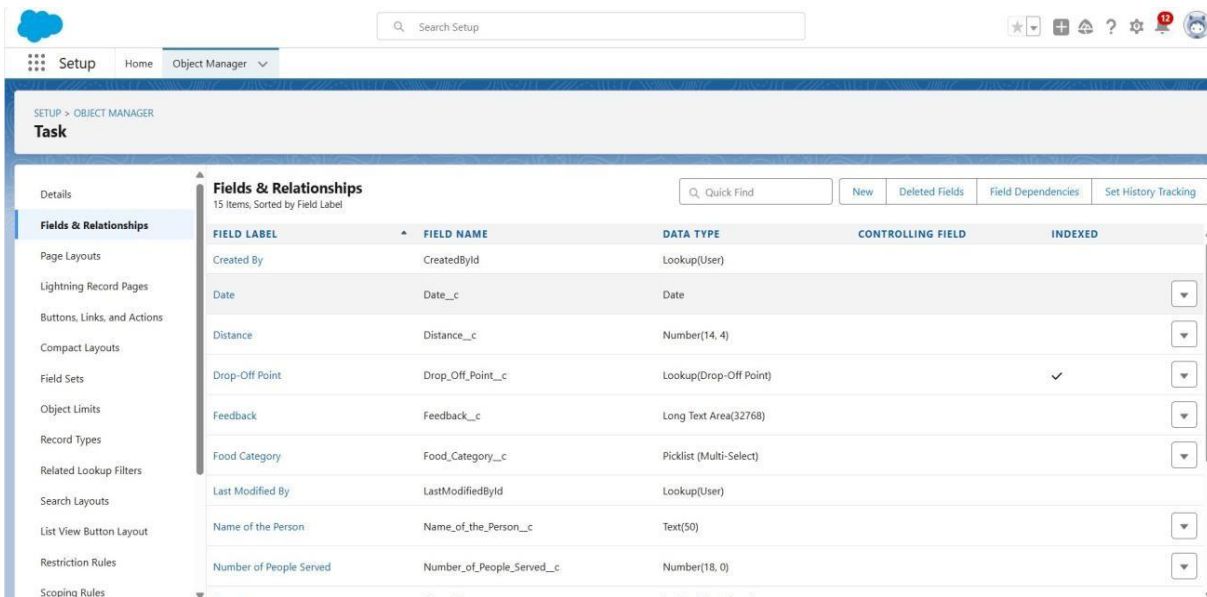 Search Setup
12
Setup Home Object Manager
SETUP > OBJECT MANAGER
Task
Details
Fields & Relationships
Page Layouts
Lightning Record Pages
Buttons, Links, and Actions
Compact Layouts
Field Sets
Object Limits
Record Types
Related Lookup Filters
Search Layouts
List View Button Layout
Restriction Rules
Scoping Rules
Fields & Relationships
15 Items, Sorted by Field Label
Quick Find New Deleted Fields Field Dependencies Set History Tracking
FIELD LABEL FIELD NAME DATA TYPE CONTROLLING FIELD INDEXED
Created By CreatedById Lookup(User)
Date Date__c Date
Distance Distance__c Number(14, 4)
Drop-Off Point Drop_Off_Point__c Lookup(Drop-Off Point)
Feedback Feedback__c Long Text Area(32768)
Food Category Food_Category__c Picklist (Multi-Select)
Last Modified By LastModifiedById Lookup(User)
Name of the Person Name_of_the_Person__c Text(50)
Number of People Served Number_of_People_Served__c Number(18, 0)